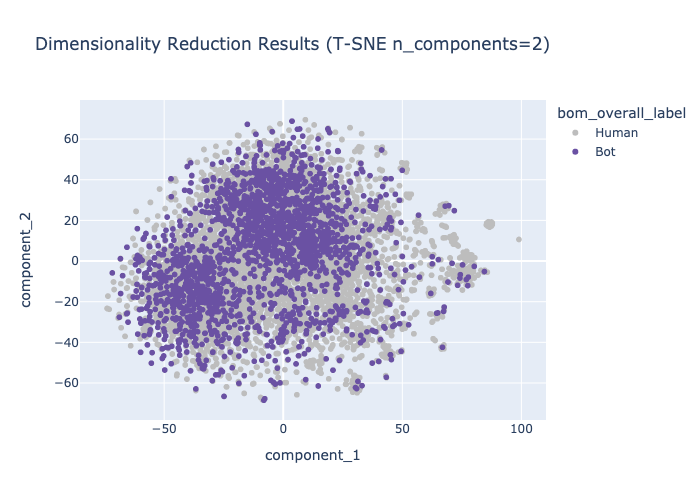 Dimensionality Reduction Results (T-SNE n_components=2)
bom_overall_label
Human
Bot
component_2
60
40
20
0
−20
−40
−60
−50
0
50
100
component_1